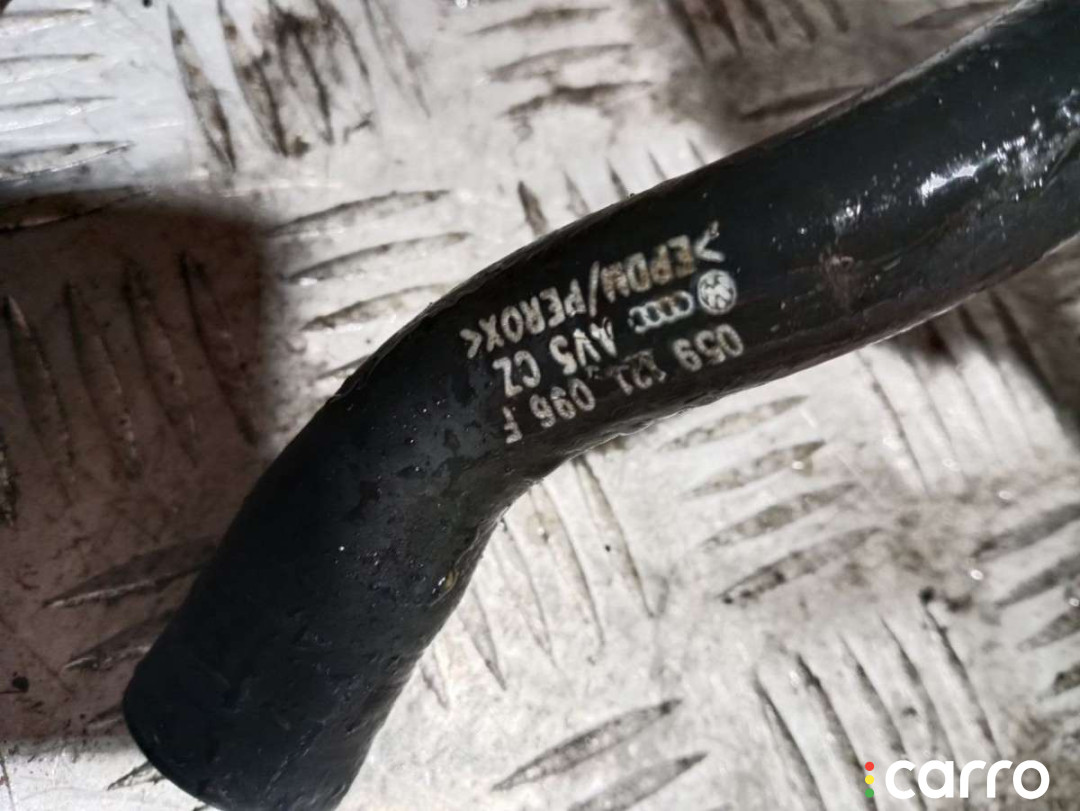 059 121 096 F
AV5 CZ
>EPDM/PEROX<
carro